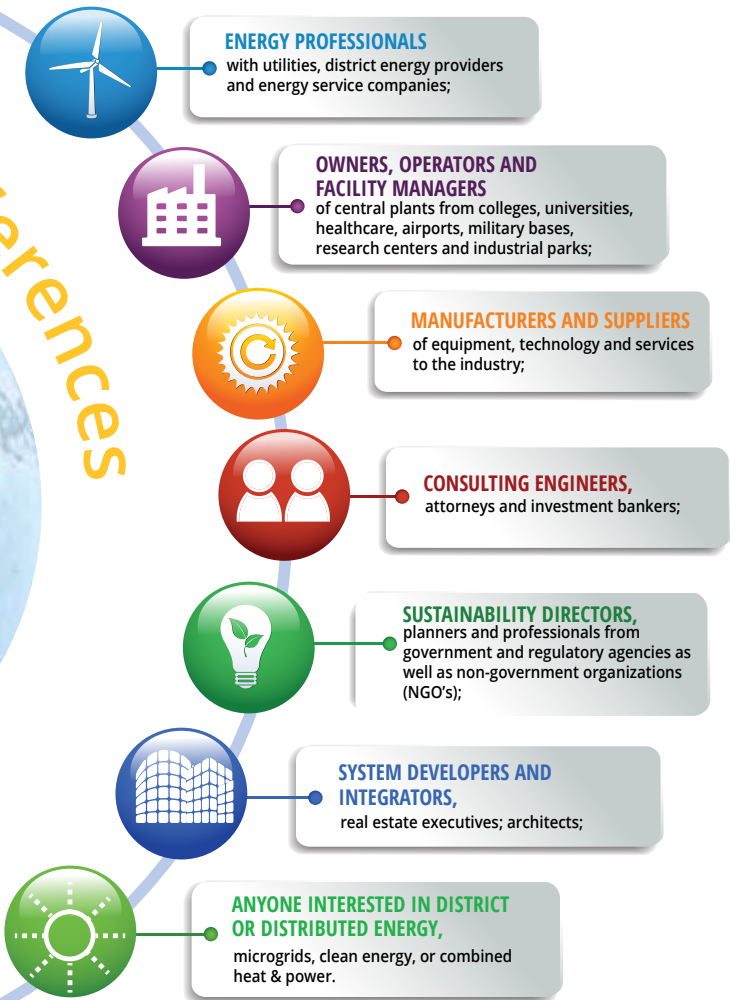 ENERGY PROFESSIONALS
with utilities, district energy providers
and energy service companies;
OWNERS, OPERATORS AND
FACILITY MANAGERS
of central plants from colleges, universities,
healthcare, airports, military bases,
research centers and industrial parks;
erences
MANUFACTURERS AND SUPPLIERS
of equipment, technology and services
to the industry;
CONSULTING ENGINEERS,
attorneys and investment bankers;
SUSTAINABILITY DIRECTORS,
planners and professionals from
government and regulatory agencies as
well as non-government organizations
(NGO's);
SYSTEM DEVELOPERS AND
INTEGRATORS,
real estate executives; architects;
ANYONE INTERESTED IN DISTRICT
OR DISTRIBUTED ENERGY,
microgrids, clean energy, or combined
heat & power.